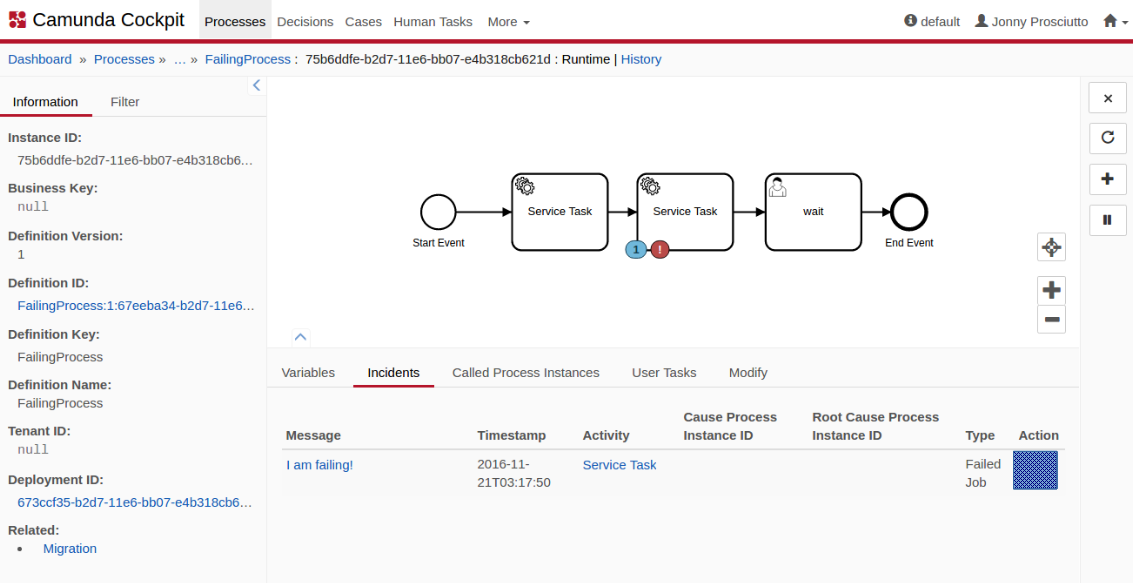 Camunda Cockpit Processes Decisions Cases Human Tasks More default Jonny Prosciutto
Dashboard » Processes » ... » FailingProcess : 75b6ddfe-b2d7-11e6-bb07-e4b318cb621d : Runtime | History
Information Filter
Instance ID:
75b6ddfe-b2d7-11e6-bb07-e4b318cb6...
Business Key:
null
Definition Version:
1
Definition ID:
FailingProcess:1:67eeba34-b2d7-11e6...
Definition Key:
FailingProcess
Definition Name:
FailingProcess
Tenant ID:
null
Deployment ID:
673ccf35-b2d7-11e6-bb07-e4b318cb6...
Related:
• Migration
Service Task Service Task wait
Start Event End Event
1 !
Variables Incidents Called Process Instances User Tasks Modify
Cause Process Root Cause Process
Message Timestamp Activity Instance ID Instance ID Type Action
I am failing! 2016-11- Service Task Failed
21T03:17:50 Job